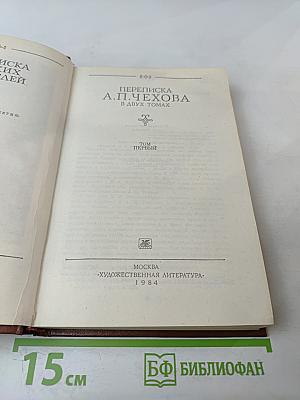 ПЕРЕПИСКА
А.П.ЧЕХОВА
В ДВУХ ТОМАХ
ТОМ
ПЕРВЫЙ
МОСКВА
«ХУДОЖЕСТВЕННАЯ ЛИТЕРАТУРА»
1984
15 см
БФ БИБЛИОФАН